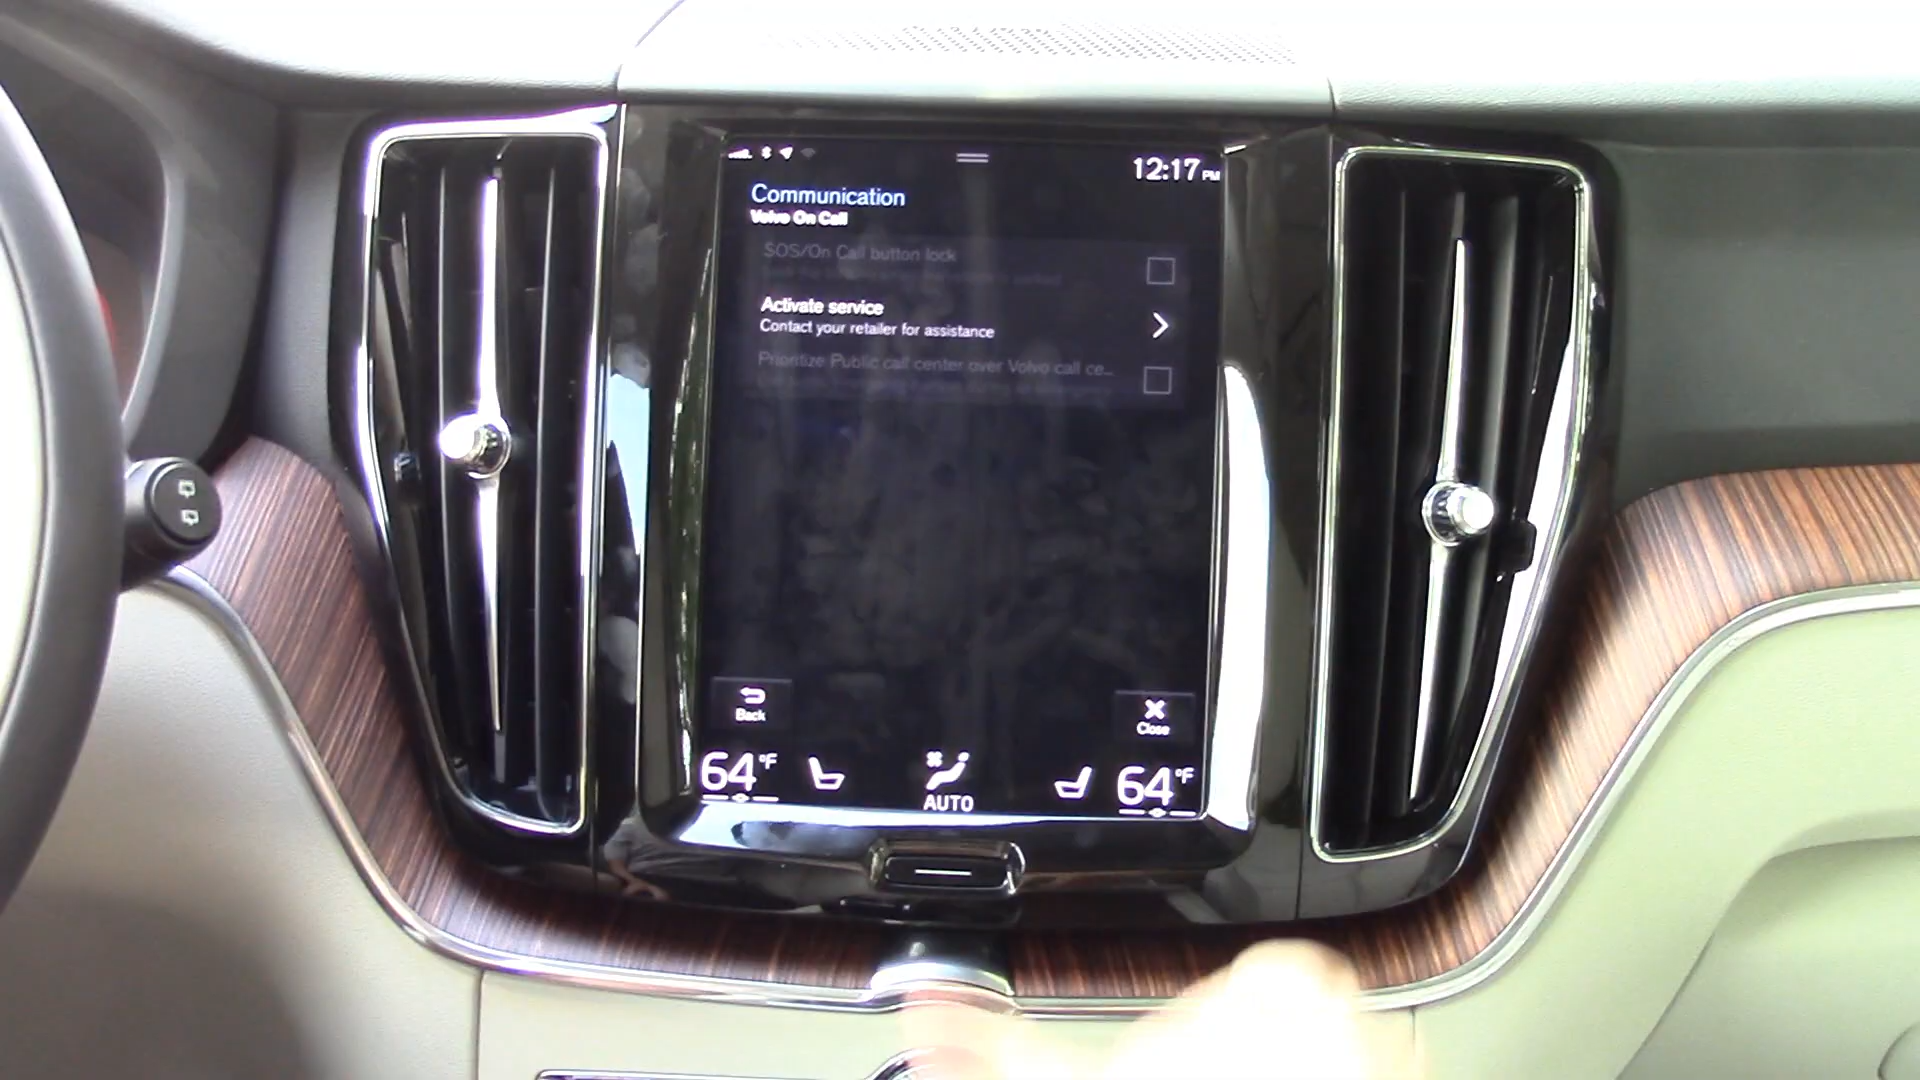 12:17 PM
Communication
Volvo On Call
SOS/On Call button lock
Activate service
Contact your retailer for assistance
Prioritize Public call center over Volvo call ce...
Back
Close
64°F
AUTO
64°F